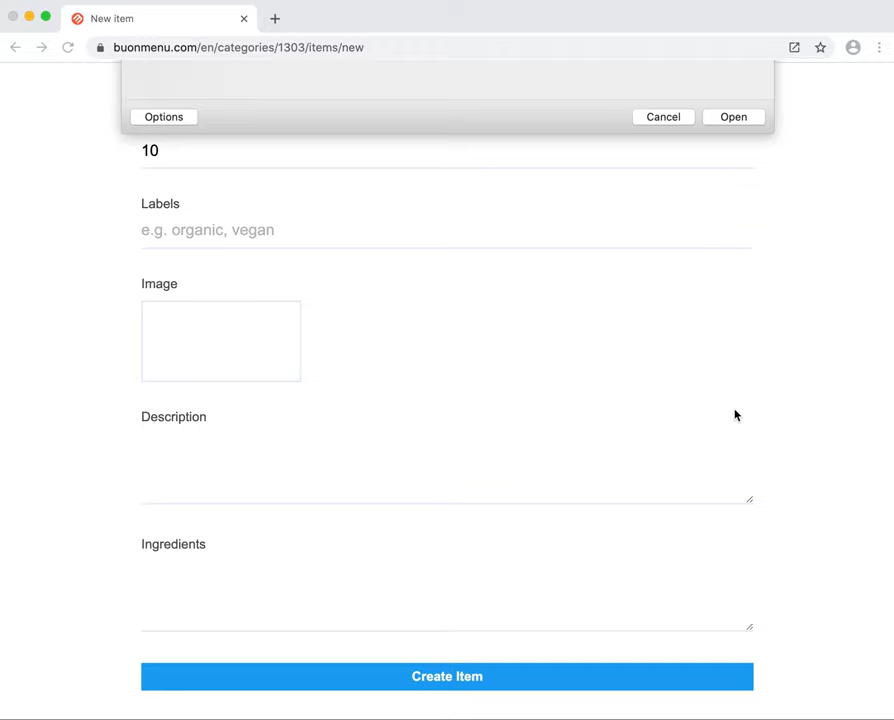 New item
buonmenu.com/en/categories/1303/items/new
Options
Cancel
Open
10
Labels
e.g. organic, vegan
Image
Description
Ingredients
Create Item